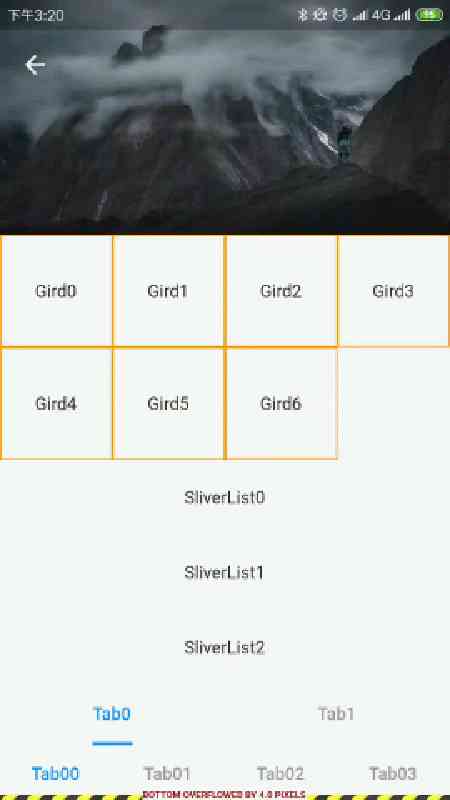 下午3:20 4G 95
Gird0 Gird1 Gird2 Gird3
Gird4 Gird5 Gird6
SliverList0
SliverList1
SliverList2
Tab0 Tab1
Tab00 Tab01 Tab02 Tab03
BOTTOM OVERFLOWED BY 4.0 PIXELS